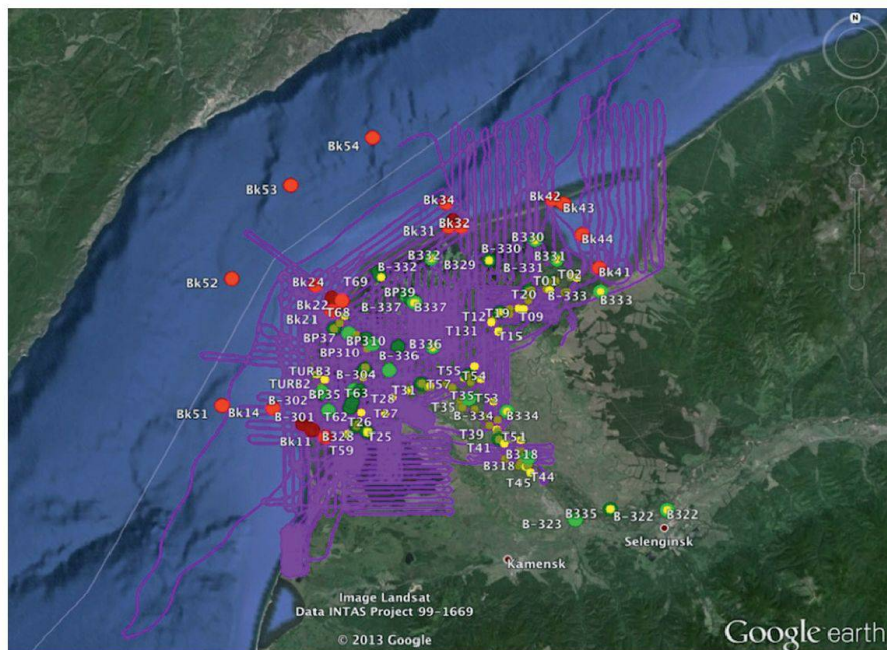 N
Bk54
Bk53
Bk34
Bk42
Bk43
Bk32
Bk31
Bk44
B330
B332
B329
B-330
B331
Bk41
Bk52
B-332
B-331
T02
T69
Bk24
T01
BP39
B-333
B333
Bk22
B-337
B337
T20
T68
T12
T19
T09
Bk21
T131
T15
BP37
BP310
B336
BP310
B-336
TURB3
B-304
T55
T54
TURB2
T31
T57
BP35
T63
B-302
T28
T35
T53
Bk51
Bk14
T35
T62
T27
B-301
B-334
B334
T26
Bk11
B328
T25
T39
T51
T59
T41
B318
B318
T44
T45
B335
B-322
B322
B-323
Selenginsk
Kamensk
Image Landsat
Data INTAS Project 99-1669
© 2013 Google
Google earth